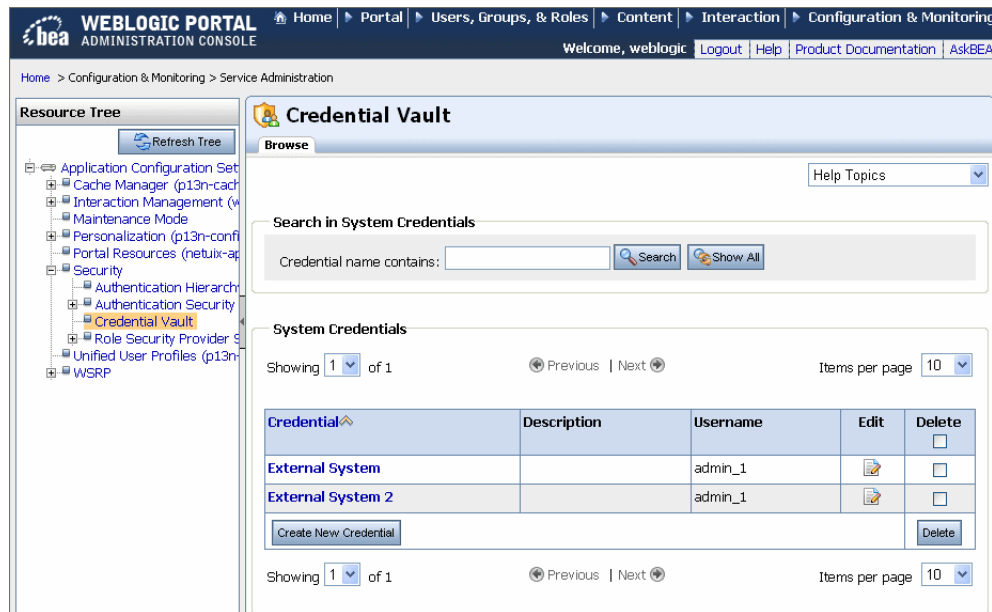 bea WEBLOGIC PORTAL
ADMINISTRATION CONSOLE
Home Portal Users, Groups, & Roles Content Interaction Configuration & Monitoring
Welcome, weblogic Logout Help Product Documentation AskBEA
Home > Configuration & Monitoring > Service Administration
Resource Tree
Refresh Tree
Application Configuration Set
Cache Manager (p13n-cach
Interaction Management (w
Maintenance Mode
Personalization (p13n-confi
Portal Resources (netuix-ap
Security
Authentication Hierarch
Authentication Security
Credential Vault
Role Security Provider S
Unified User Profiles (p13n-
WSRP
Credential Vault
Browse
Help Topics
Search in System Credentials
Credential name contains: Search Show All
System Credentials
Showing 1 of 1 Previous | Next Items per page 10
Credential Description Username Edit Delete
External System admin_1
External System 2 admin_1
Create New Credential Delete
Showing 1 of 1 Previous | Next Items per page 10